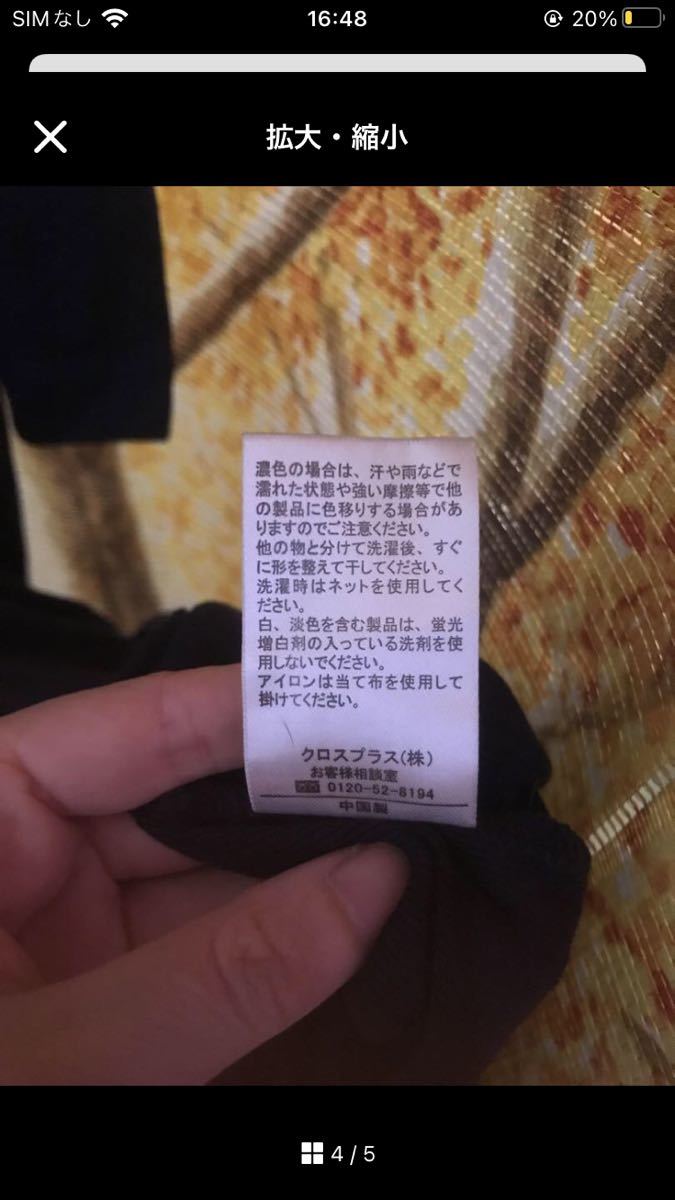 SIMなし 16:48 20%
拡大・縮小
濃色の場合は、汗や雨などで
濡れた状態や強い摩擦等で他
の製品に色移りする場合があ
りますのでご注意ください。
他の物と分けて洗濯後、すぐ
に形を整えて干してください。
洗濯時はネットを使用してく
ださい。
白、淡色を含む製品は、蛍光
増白剤の入っている洗剤を使
用しないでください。
アイロンは当て布を使用して
掛けてください。
クロスプラス(株)
お客様相談室
0120-52-8194
中国製
4 / 5